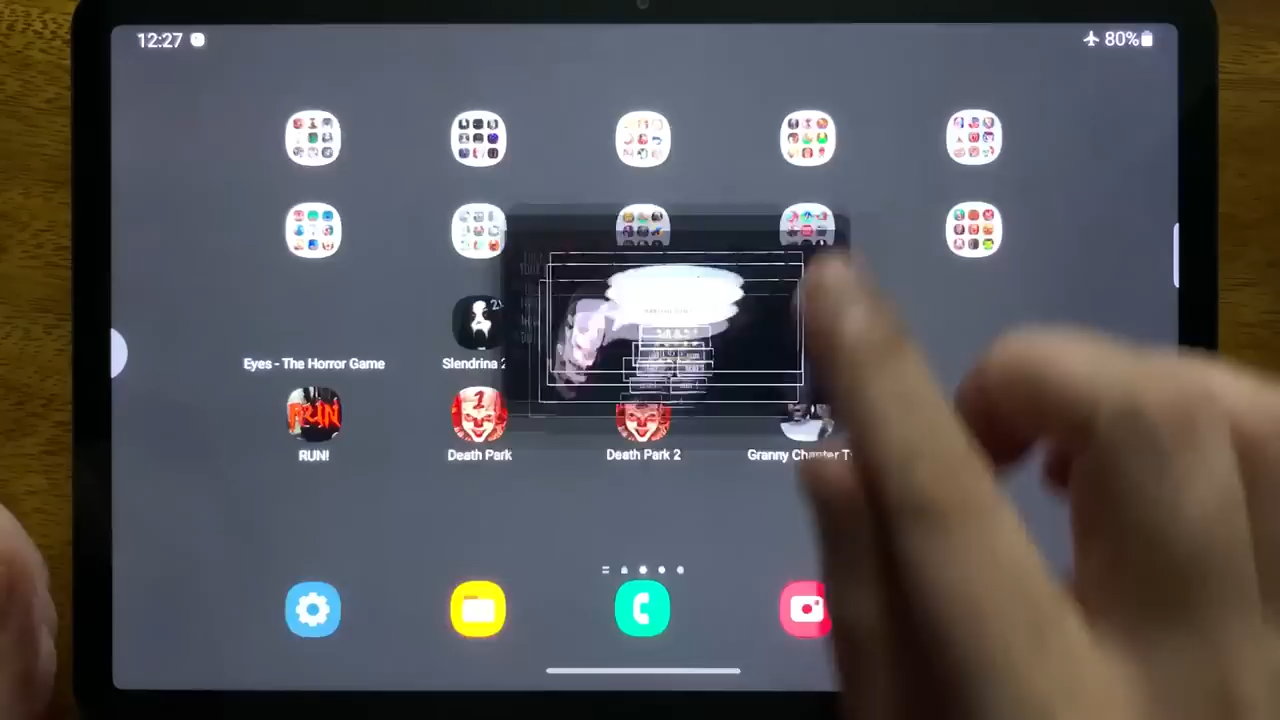 12:27
80%
Eyes - The Horror Game
Slendrina 2
RUN!
Death Park
Death Park 2
Granny Chapter T